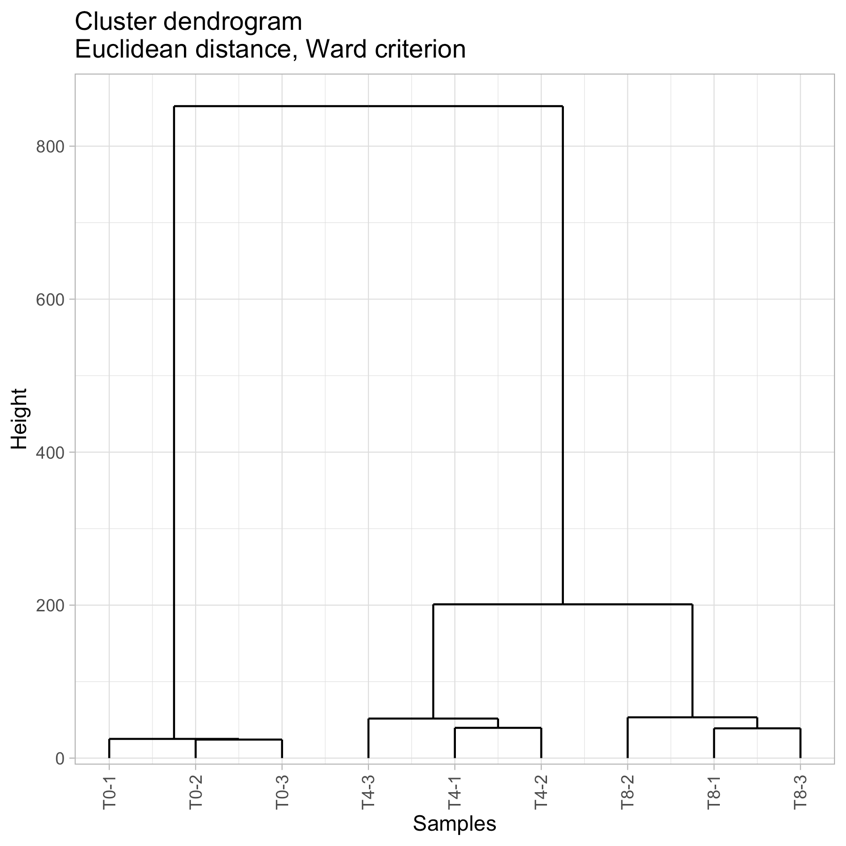 Cluster dendrogram
Euclidean distance, Ward criterion
800
600
400
200
0
Height
T0-1
T0-2
T0-3
T4-3
T4-1
T4-2
T8-2
T8-1
T8-3
Samples